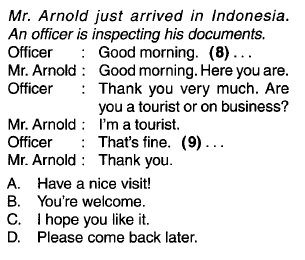 Mr. Arnold just arrived in Indonesia.
An officer is inspecting his documents.
Officer : Good morning. (8) ...
Mr. Arnold : Good morning. Here you are.
Officer : Thank you very much. Are
you a tourist or on business?
Mr. Arnold : I'm a tourist.
Officer : That's fine. (9) ...
Mr. Arnold : Thank you.
A. Have a nice visit!
B. You're welcome.
C. I hope you like it.
D. Please come back later.